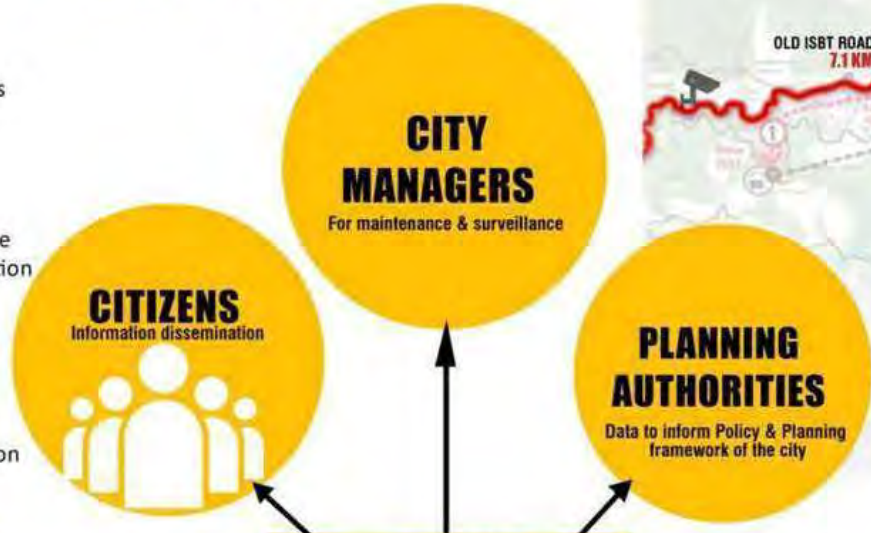 CITY
MANAGERS
For maintenance & surveillance
CITIZENS
Information dissemination
PLANNING
AUTHORITIES
Data to inform Policy & Planning
framework of the city
OLD ISBT ROAD
7.1 KM
1